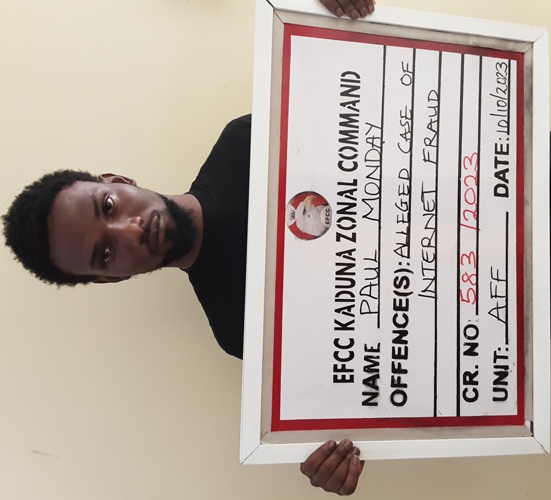 EFCC
EFCC KADUNA ZONAL COMMAND
NAME PAUL MONDAY
OFFENCE(S): ALLEGED CASE OF
INTERNET FRAUD
CR. NO: 583 /2023
UNIT: AFF DATE: 10/10/2023